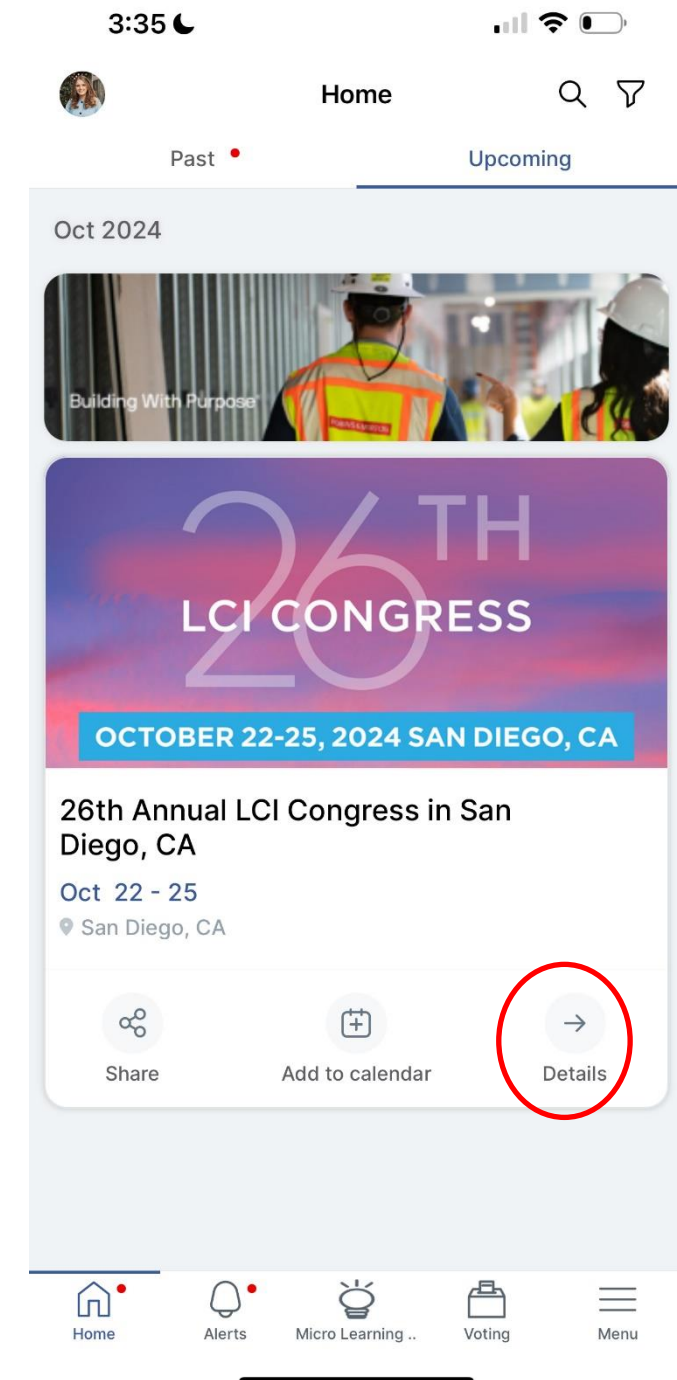 3:35
Home
Past
Upcoming
Oct 2024
Building With Purpose
26TH
LCI CONGRESS
OCTOBER 22-25, 2024 SAN DIEGO, CA
26th Annual LCI Congress in San
Diego, CA
Oct 22 - 25
San Diego, CA
Share
Add to calendar
Details
Home
Alerts
Micro Learning ..
Voting
Menu